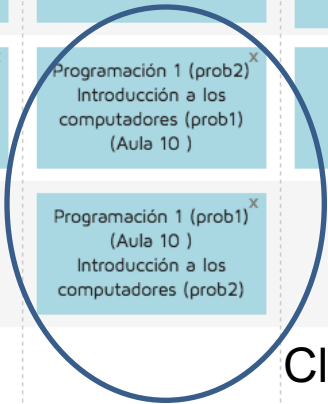 x
Programación 1 (prob2)
Introducción a los
computadores (prob1)
(Aula 10 )
x
Programación 1 (prob1)
(Aula 10 )
Introducción a los
computadores (prob2)
Cl